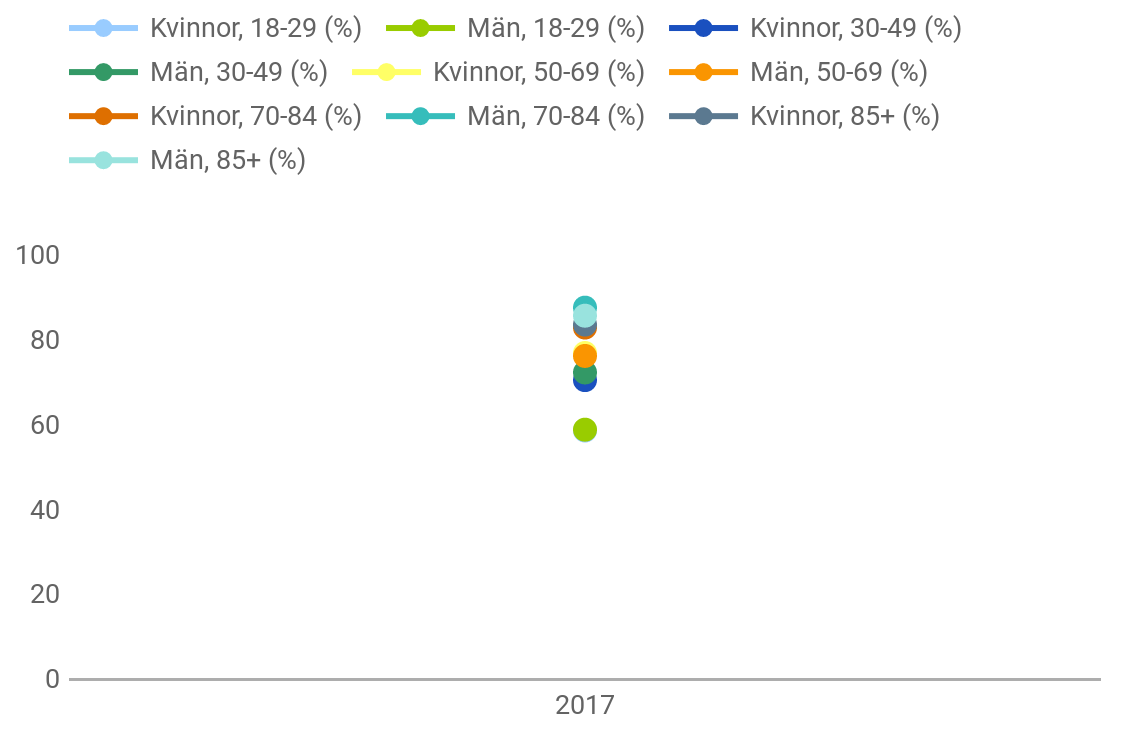 Kvinnor, 18-29 (%) Män, 18-29 (%) Kvinnor, 30-49 (%)
Män, 30-49 (%) Kvinnor, 50-69 (%) Män, 50-69 (%)
Kvinnor, 70-84 (%) Män, 70-84 (%) Kvinnor, 85+ (%)
Män, 85+ (%)
100
80
60
40
20
0
2017